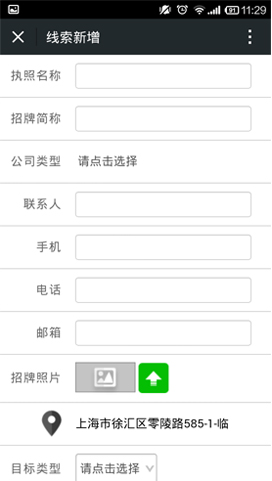 91 11:29
线索新增
执照名称
招牌简称
公司类型 请点击选择
联系人
手机
电话
邮箱
招牌照片
上海市徐汇区零陵路585-1-临
目标类型 请点击选择